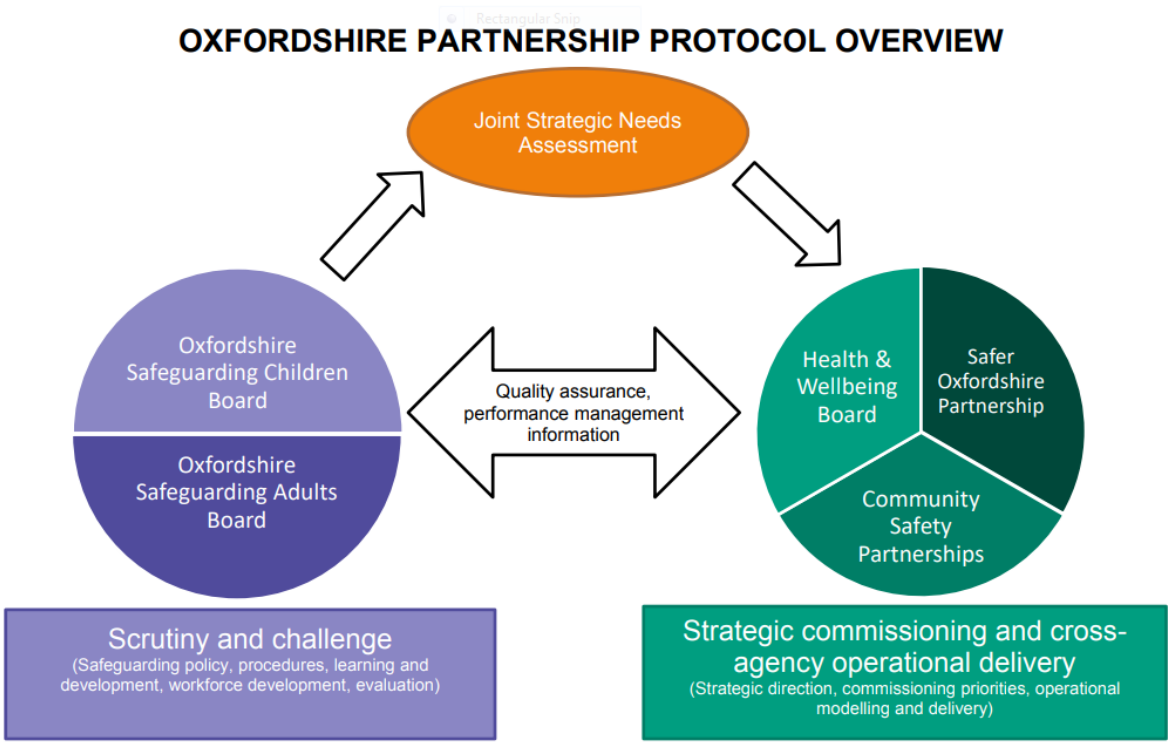 Rectangular Snip
OXFORDSHIRE PARTNERSHIP PROTOCOL OVERVIEW
Joint Strategic Needs
Assessment
Oxfordshire
Safeguarding Children
Board
Oxfordshire
Safeguarding Adults
Board
Quality assurance,
performance management
information
Health &
Wellbeing
Board
Safer
Oxfordshire
Partnership
Community
Safety
Partnerships
Scrutiny and challenge
(Safeguarding policy, procedures, learning and
development, workforce development, evaluation)
Strategic commissioning and cross-
agency operational delivery
(Strategic direction, commissioning priorities, operational
modelling and delivery)